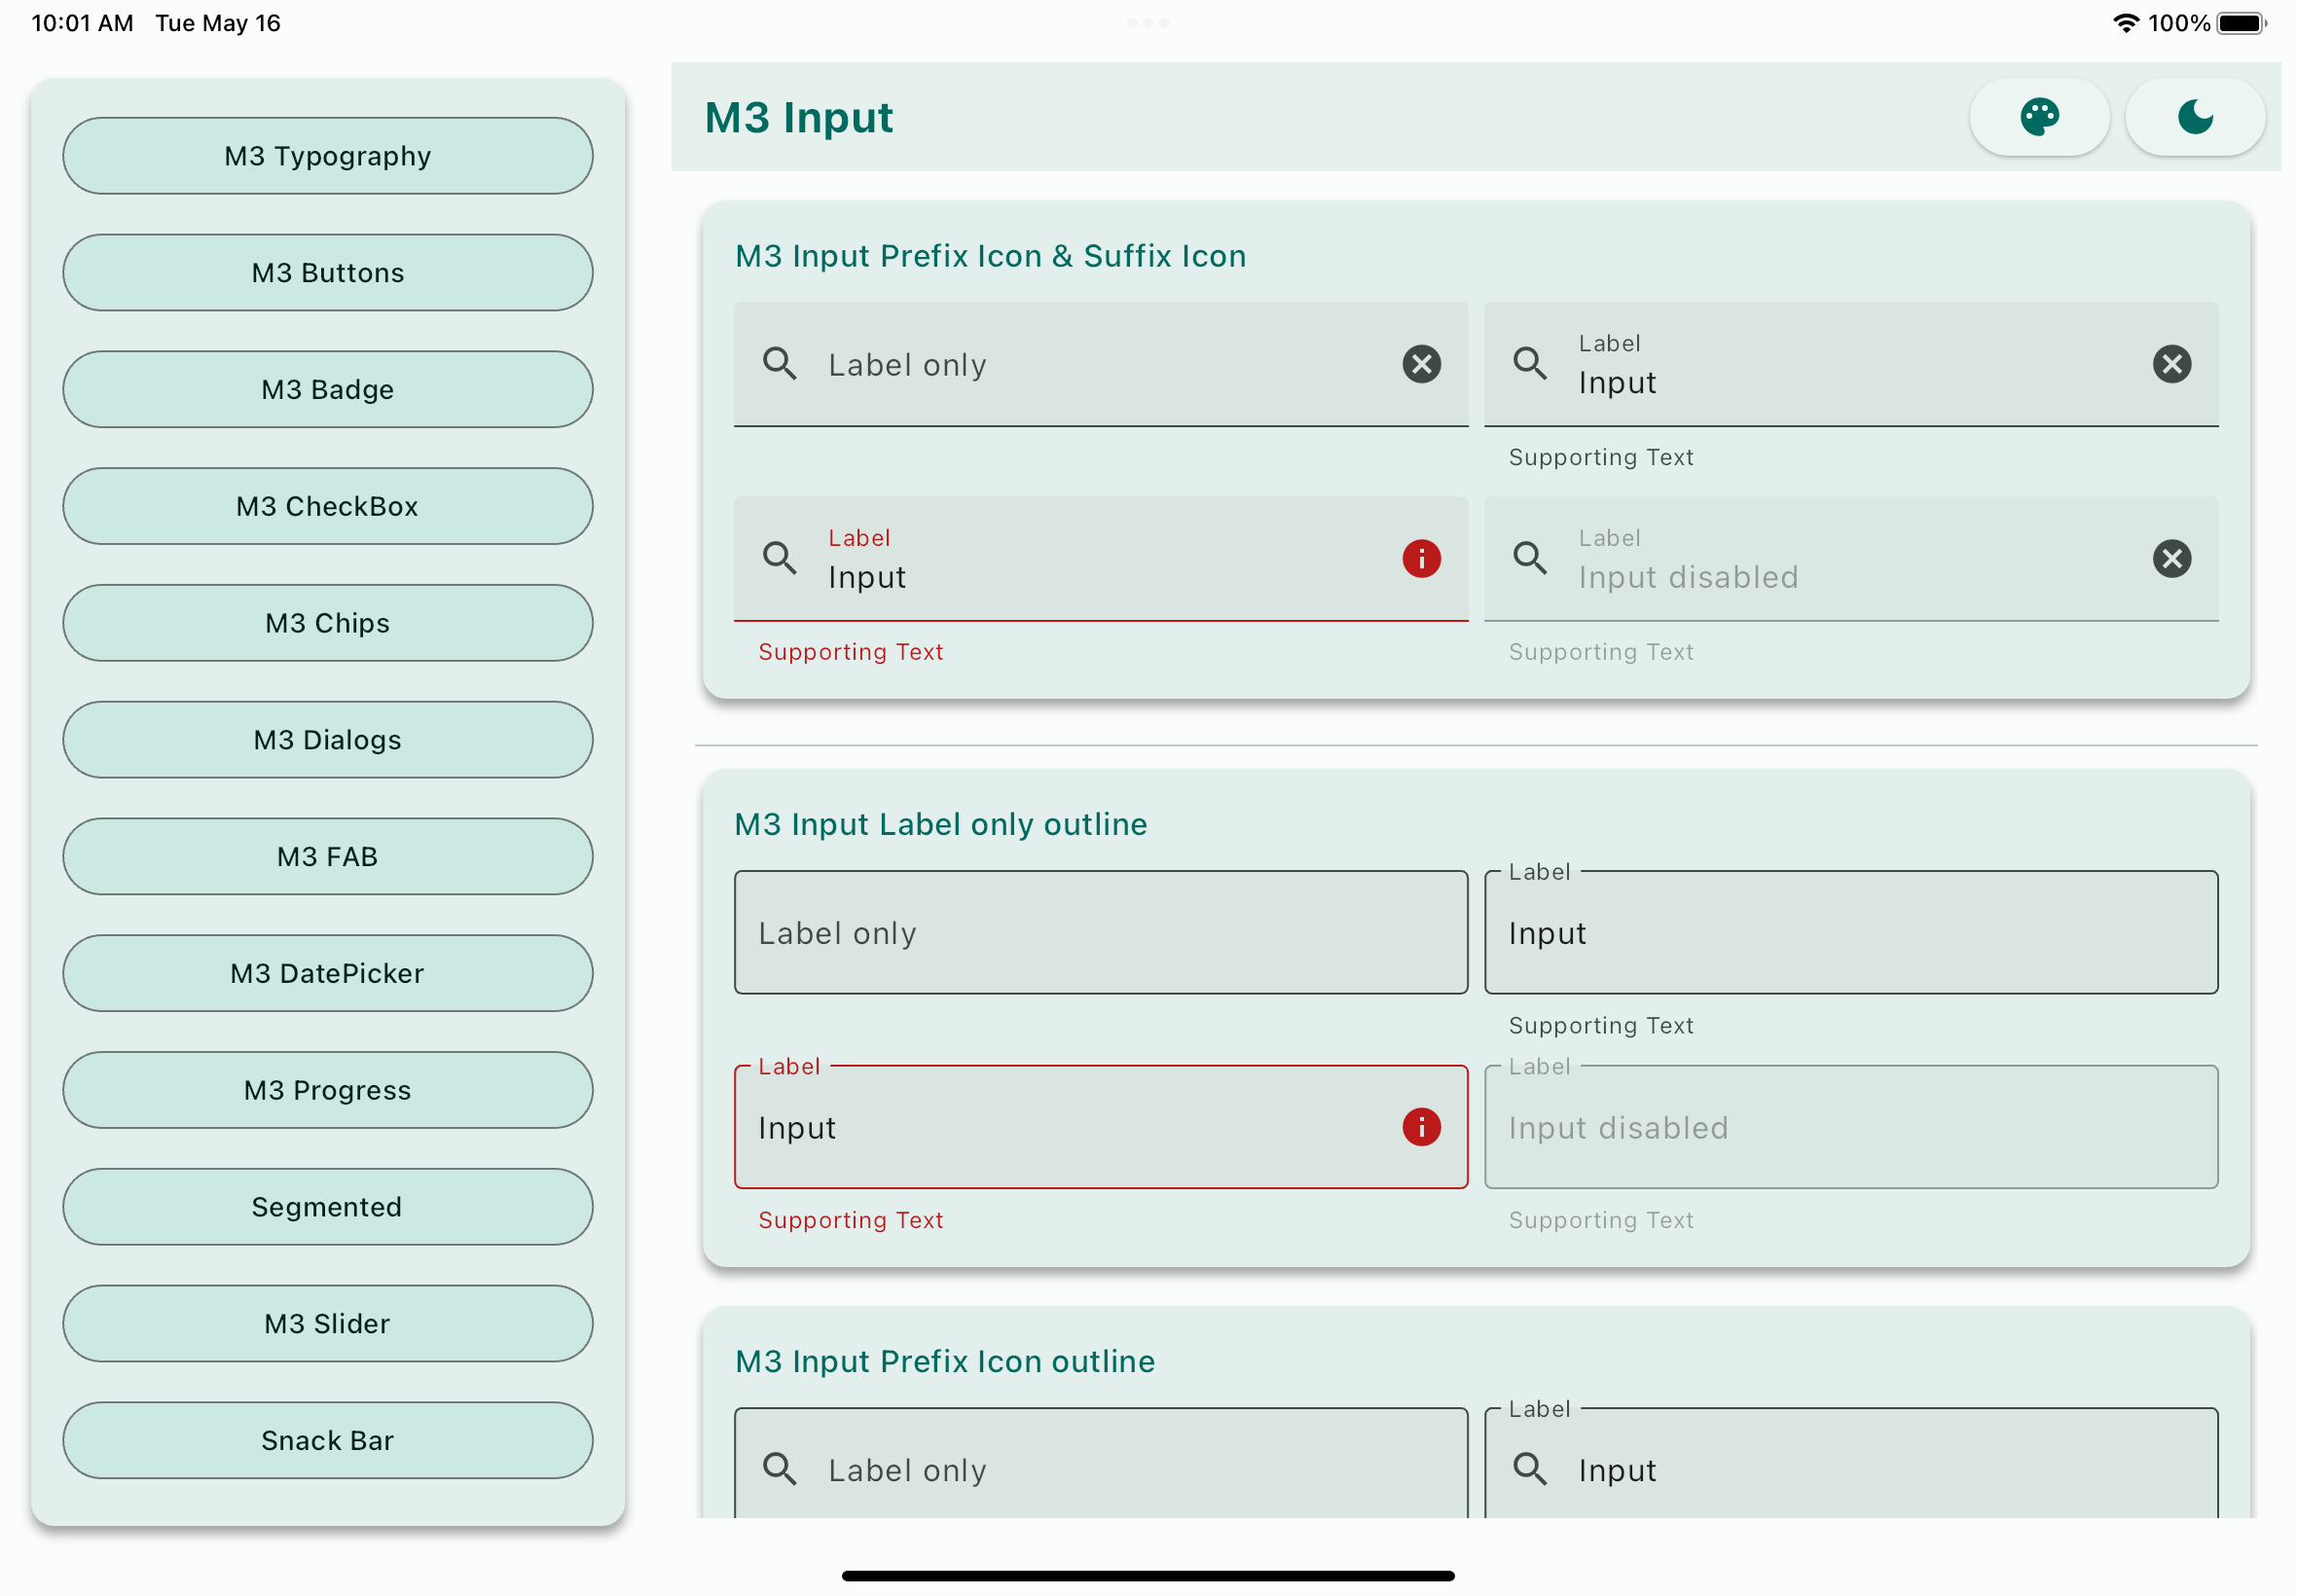 10:01 AM Tue May 16
100%
M3 Typography
M3 Buttons
M3 Badge
M3 CheckBox
M3 Chips
M3 Dialogs
M3 FAB
M3 DatePicker
M3 Progress
Segmented
M3 Slider
Snack Bar
M3 Input
M3 Input Prefix Icon & Suffix Icon
Label only
Label
Input
Supporting Text
Label
Input
Supporting Text
Label
Input disabled
Supporting Text
M3 Input Label only outline
Label only
Label
Input
Supporting Text
Label
Input
Supporting Text
Label
Input disabled
Supporting Text
M3 Input Prefix Icon outline
Label only
Label
Input